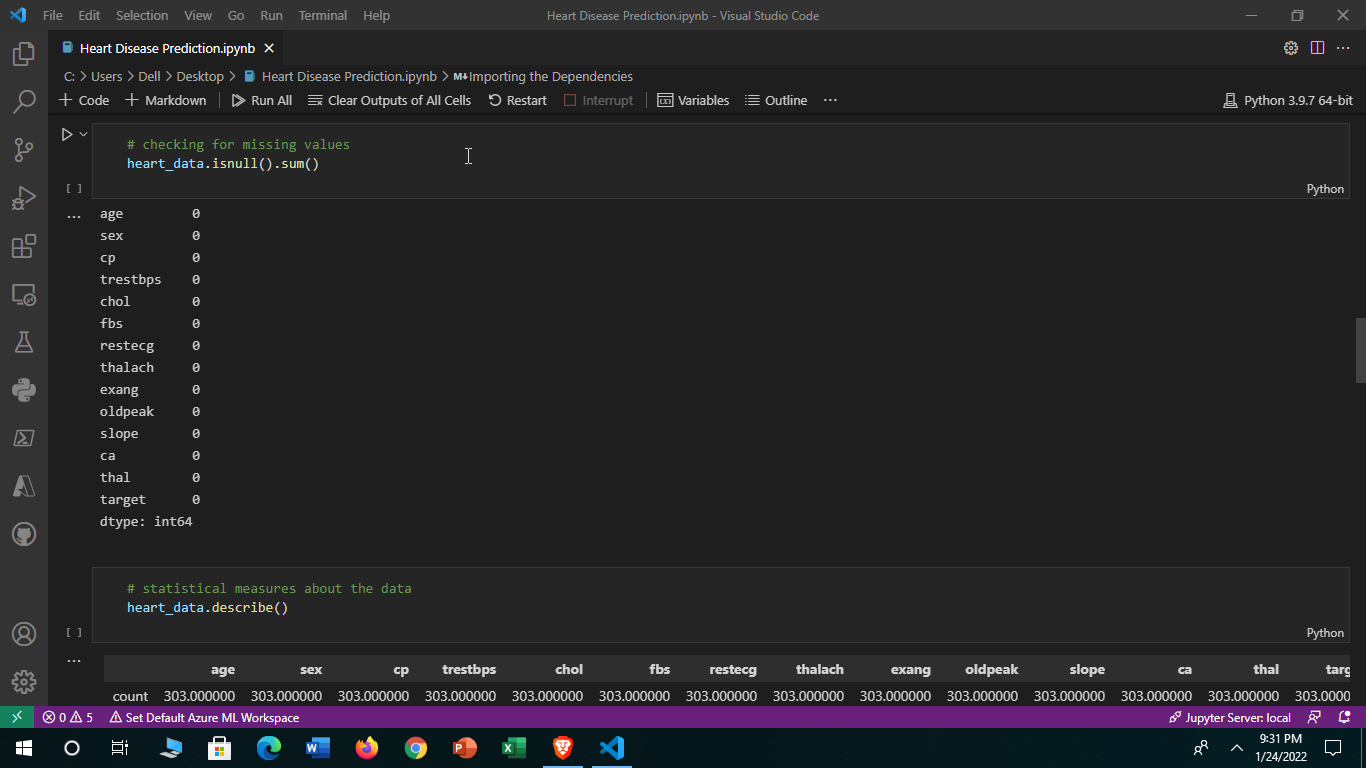 File Edit Selection View Go Run Terminal Help Heart Disease Prediction.ipynb - Visual Studio Code
Heart Disease Prediction.ipynb
C: > Users > Dell > Desktop > Heart Disease Prediction.ipynb > M↓Importing the Dependencies
+ Code + Markdown Run All Clear Outputs of All Cells Restart Interrupt Variables Outline ··· Python 3.9.7 64-bit
# checking for missing values
heart_data.isnull().sum()
[ ] Python
... age 0
sex 0
cp 0
trestbps 0
chol 0
fbs 0
restecg 0
thalach 0
exang 0
oldpeak 0
slope 0
ca 0
thal 0
target 0
dtype: int64
# statistical measures about the data
heart_data.describe()
[ ] Python
...
age sex cp trestbps chol fbs restecg thalach exang oldpeak slope ca thal targ
count 303.000000 303.000000 303.000000 303.000000 303.000000 303.000000 303.000000 303.000000 303.000000 303.000000 303.000000 303.000000 303.000000 303.0000
0 5 Set Default Azure ML Workspace Jupyter Server: local
9:31 PM
1/24/2022